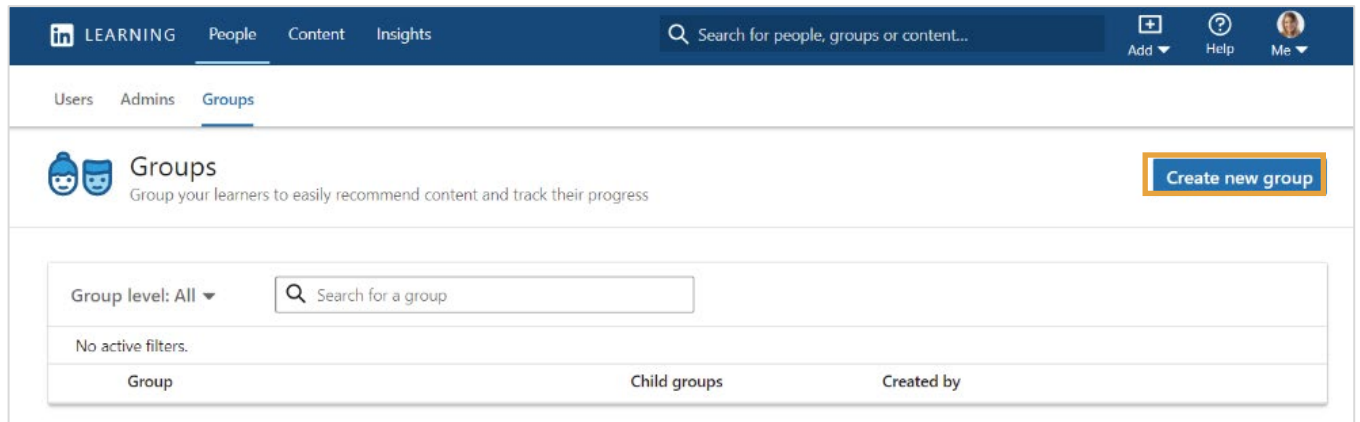 in LEARNING People Content Insights Search for people, groups or content... Add Help Me
Users Admins Groups
Groups
Group your learners to easily recommend content and track their progress
Create new group
Group level: All Search for a group
No active filters.
Group Child groups Created by